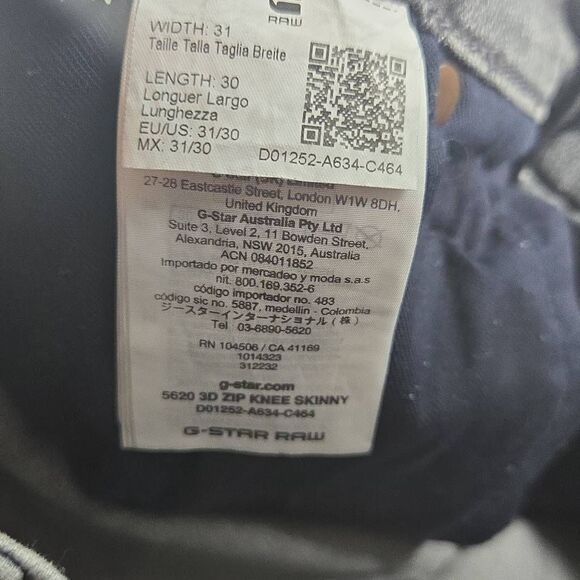 RAW
WIDTH: 31
Taille Talla Taglia Breite
LENGTH: 30
Longuer Largo
Lunghezza
EU/US: 31/30
MX: 31/30
D01252-A634-C464
27-28 Eastcastle Street, London W1W 8DH,
United Kingdom
G-Star Australia Pty Ltd
Suite 3, Level 2, 11 Bowden Street,
Alexandria, NSW 2015, Australia
ACN 084011852
Importado por mercadeo y moda s.a.s
nit. 800.169.352-6
código importador no. 483
código sic no. 5887, medellin - Colombia
ジースターインターナショナル(株)
Tel 03-6890-5620
RN 104506 / CA 41169
1014323
312232
g-star.com
5620 3D ZIP KNEE SKINNY
D01252-A634-C464
G-STAR RAW